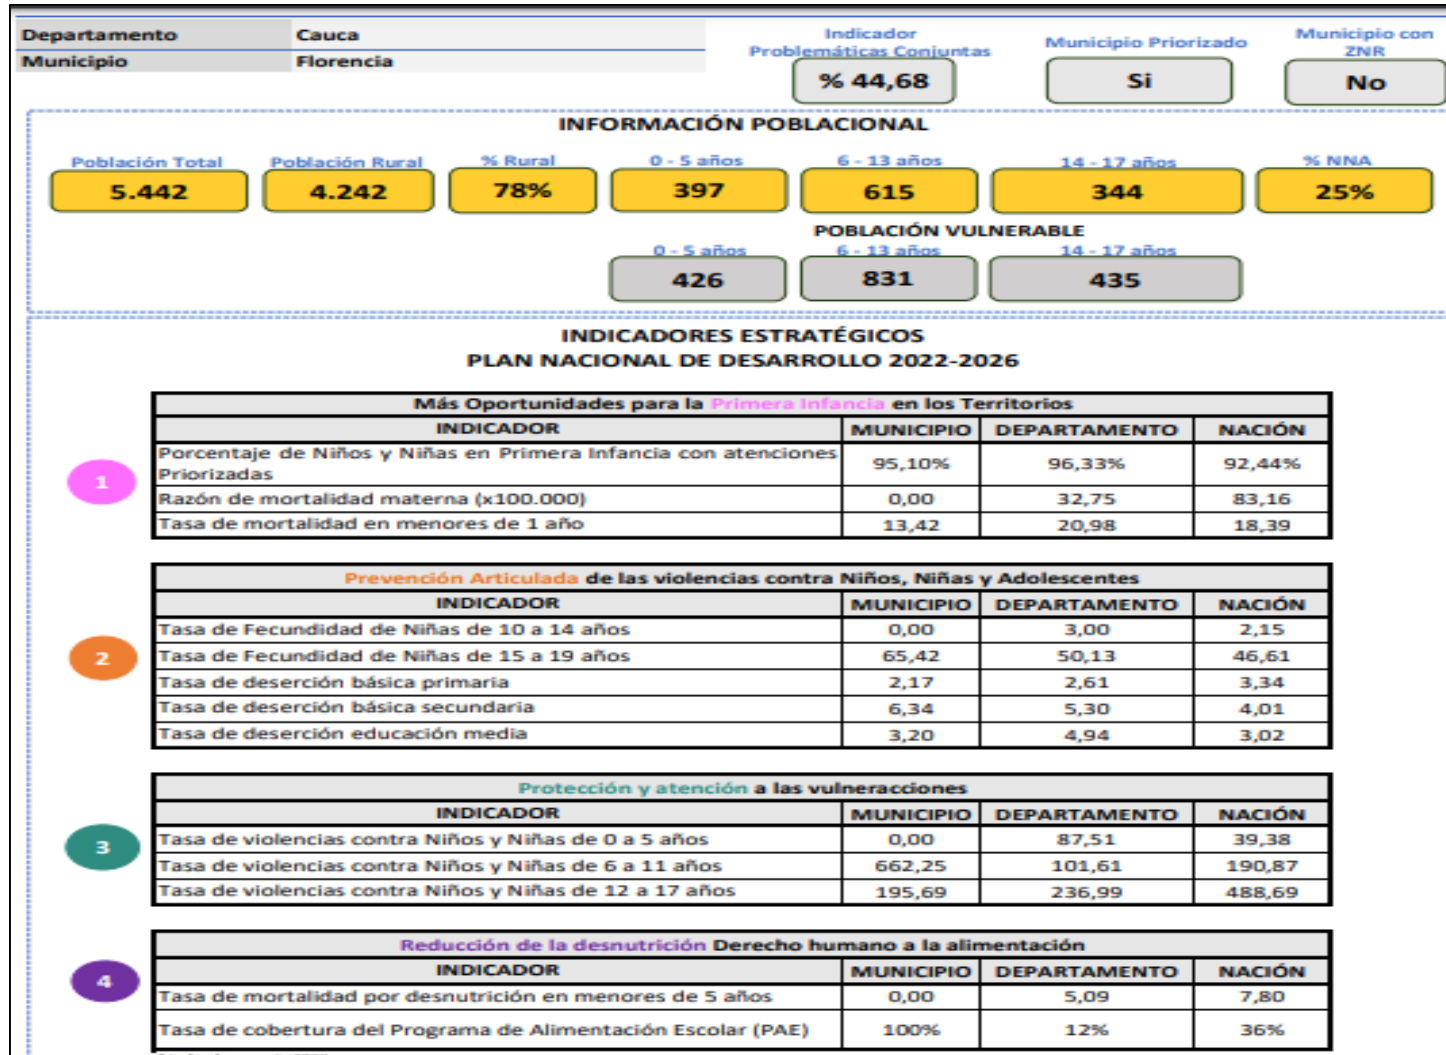 Departamento Cauca
Municipio Florencia
Indicador
Problemáticas Conjuntas
% 44,68
Municipio Priorizado
Si
Municipio con
ZNR
No
INFORMACIÓN POBLACIONAL
Población Total Población Rural % Rural 0 - 5 años 6 - 13 años 14 - 17 años % NNA
5.442 4.242 78% 397 615 344 25%
POBLACIÓN VULNERABLE
0 - 5 años 6 - 13 años 14 - 17 años
426 831 435
INDICADORES ESTRATÉGICOS
PLAN NACIONAL DE DESARROLLO 2022-2026
1
Más Oportunidades para la Primera Infancia en los Territorios
INDICADOR MUNICIPIO DEPARTAMENTO NACIÓN
Porcentaje de Niños y Niñas en Primera Infancia con atenciones
Priorizadas 95,10% 96,33% 92,44%
Razón de mortalidad materna (x100.000) 0,00 32,75 83,16
Tasa de mortalidad en menores de 1 año 13,42 20,98 18,39
2
Prevención Articulada de las violencias contra Niños, Niñas y Adolescentes
INDICADOR MUNICIPIO DEPARTAMENTO NACIÓN
Tasa de Fecundidad de Niñas de 10 a 14 años 0,00 3,00 2,15
Tasa de Fecundidad de Niñas de 15 a 19 años 65,42 50,13 46,61
Tasa de deserción básica primaria 2,17 2,61 3,34
Tasa de deserción básica secundaria 6,34 5,30 4,01
Tasa de deserción educación media 3,20 4,94 3,02
3
Protección y atención a las vulneracciones
INDICADOR MUNICIPIO DEPARTAMENTO NACIÓN
Tasa de violencias contra Niños y Niñas de 0 a 5 años 0,00 87,51 39,38
Tasa de violencias contra Niños y Niñas de 6 a 11 años 662,25 101,61 190,87
Tasa de violencias contra Niños y Niñas de 12 a 17 años 195,69 236,99 488,69
4
Reducción de la desnutrición Derecho humano a la alimentación
INDICADOR MUNICIPIO DEPARTAMENTO NACIÓN
Tasa de mortalidad por desnutrición en menores de 5 años 0,00 5,09 7,80
Tasa de cobertura del Programa de Alimentación Escolar (PAE) 100% 12% 36%